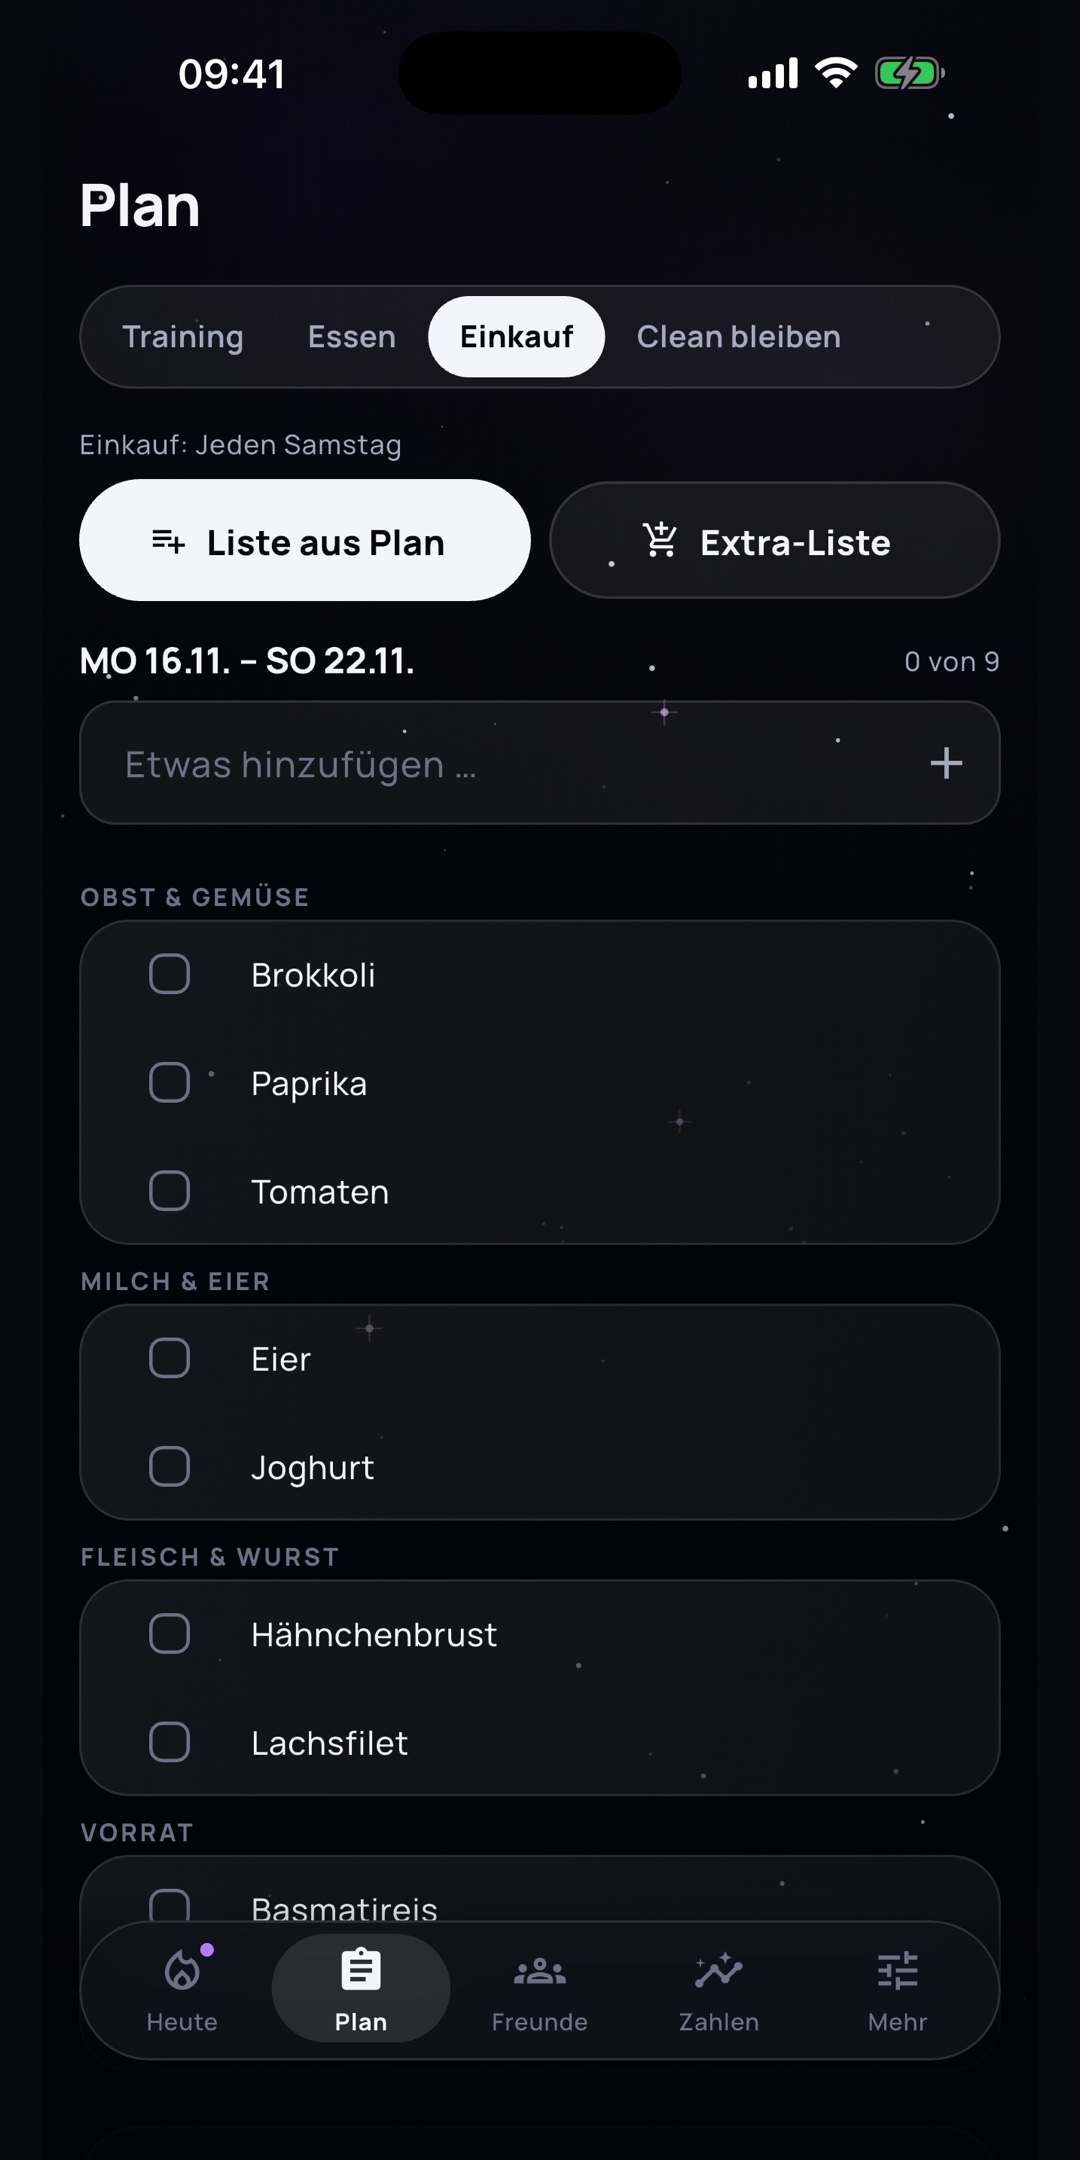 09:41
Plan
Training Essen Einkauf Clean bleiben
Einkauf: Jeden Samstag
Liste aus Plan Extra-Liste
MO 16.11. – SO 22.11. 0 von 9
Etwas hinzufügen ...
OBST & GEMÜSE
Brokkoli
Paprika
Tomaten
MILCH & EIER
Eier
Joghurt
FLEISCH & WURST
Hähnchenbrust
Lachsfilet
VORRAT
Basmatireis
Heute Plan Freunde Zahlen Mehr